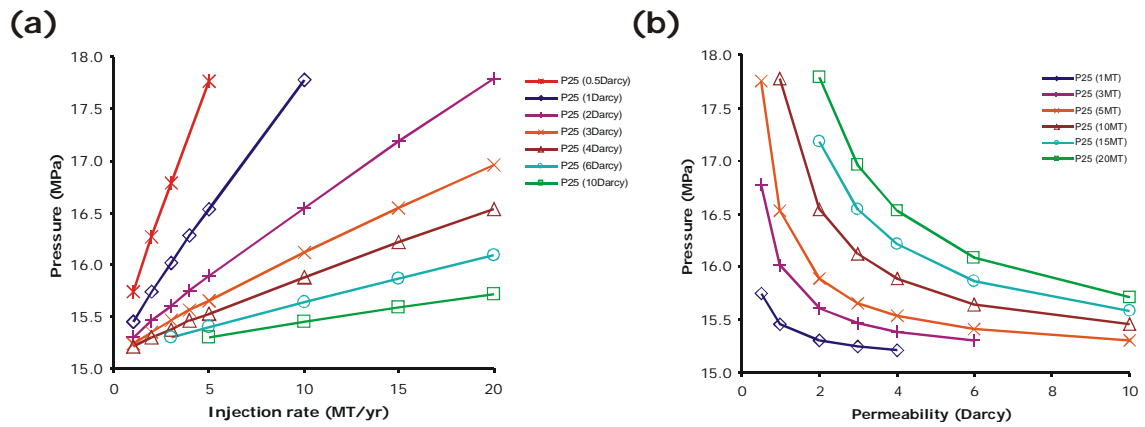 (a)
18.0
17.5
17.0
16.5
16.0
15.5
15.0
Pressure (MPa)
0
5
10
15
20
Injection rate (MT/yr)
P25 (0.5Darcy)
P25 (1Darcy)
P25 (2Darcy)
P25 (3Darcy)
P25 (4Darcy)
P25 (6Darcy)
P25 (10Darcy)
(b)
18.0
17.5
17.0
16.5
16.0
15.5
15.0
Pressure (MPa)
0
2
4
6
8
10
Permeability (Darcy)
P25 (1MT)
P25 (3MT)
P25 (5MT)
P25 (10MT)
P25 (15MT)
P25 (20MT)